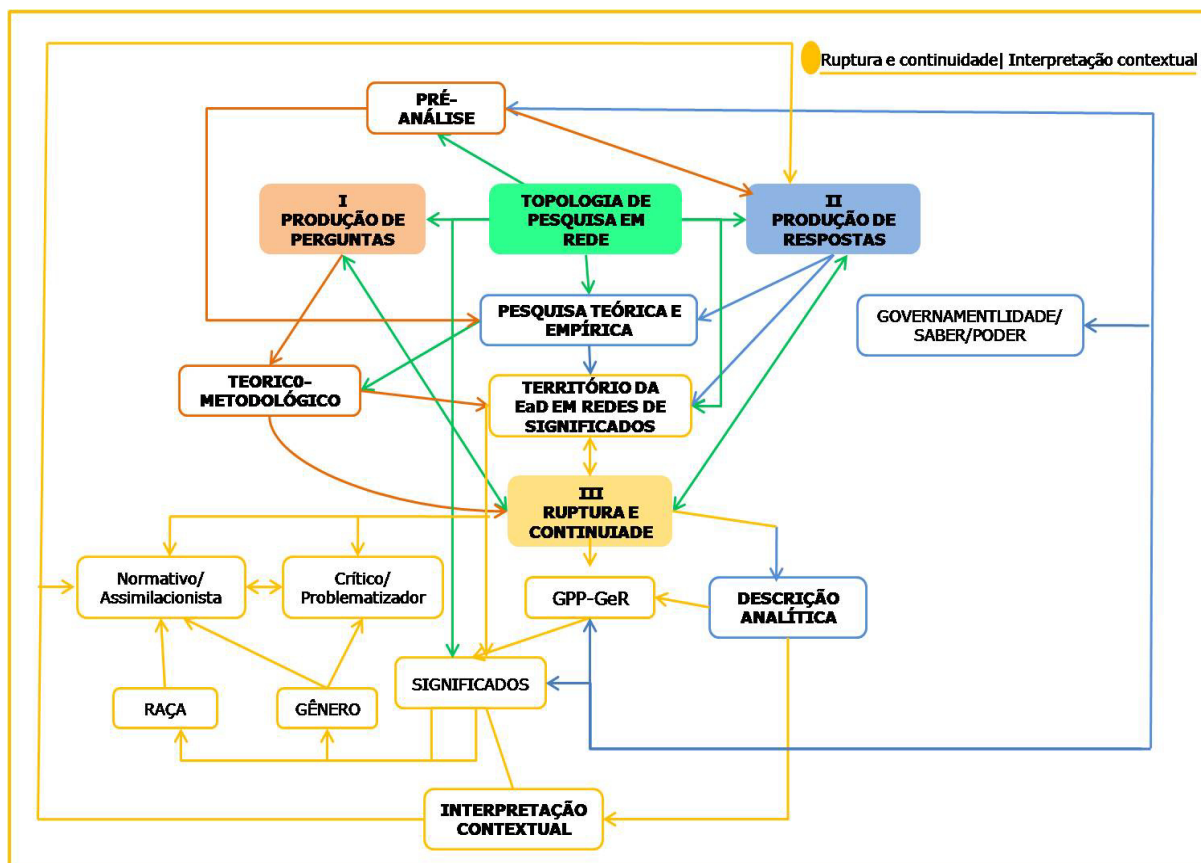 Ruptura e continuidade| Interpretação contextual
PRÉ-
ANÁLISE
I
PRODUÇÃO DE
PERGUNTAS
TOPOLOGIA DE
PESQUISA EM
REDE
II
PRODUÇÃO DE
RESPOSTAS
PESQUISA TEÓRICA E
EMPÍRICA
GOVERNAMENTLIDADE/
SABER/PODER
TEORIC0-
METODOLÓGICO
TERRITÓRIO DA
EaD EM REDES DE
SIGNIFICADOS
III
RUPTURA E
CONTINUIADE
Normativo/
Assimilacionista
Crítico/
Problematizador
GPP-GeR
DESCRIÇÃO
ANALÍTICA
SIGNIFICADOS
RAÇA
GÊNERO
INTERPRETAÇÃO
CONTEXTUAL